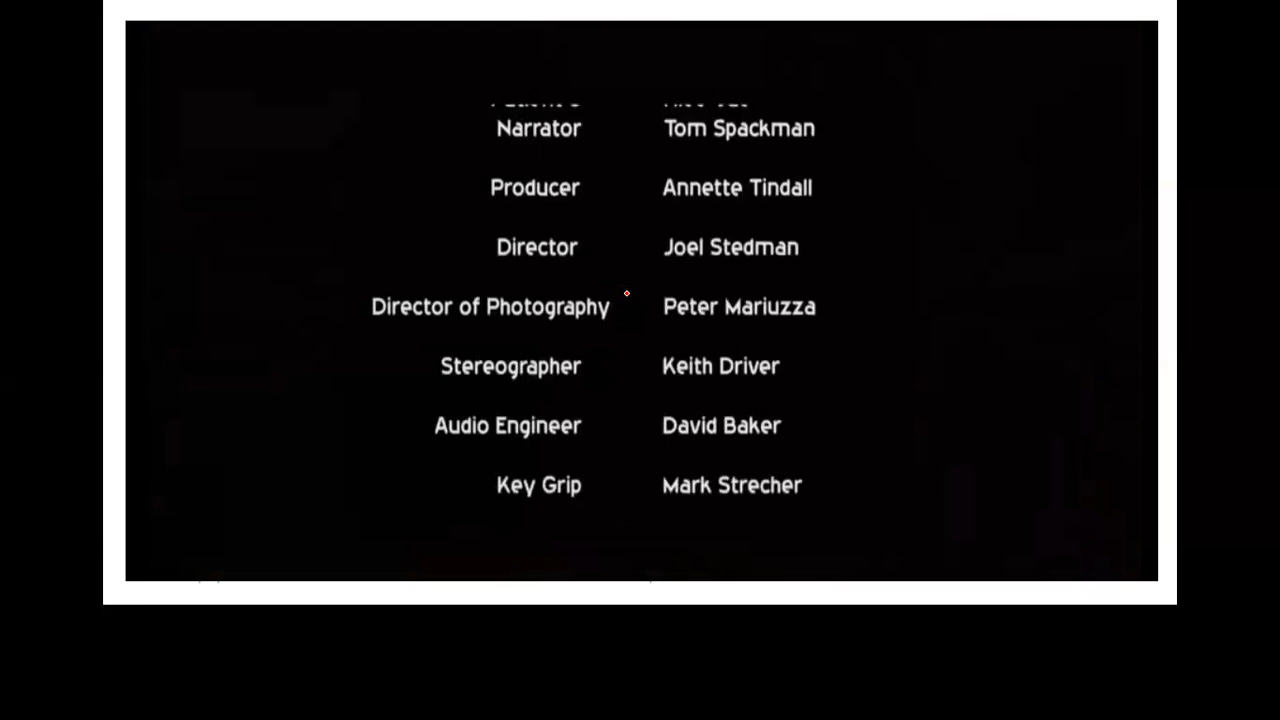 Narrator Tom Spackman
Producer Annette Tindall
Director Joel Stedman
Director of Photography Peter Mariuzza
Stereographer Keith Driver
Audio Engineer David Baker
Key Grip Mark Strecher